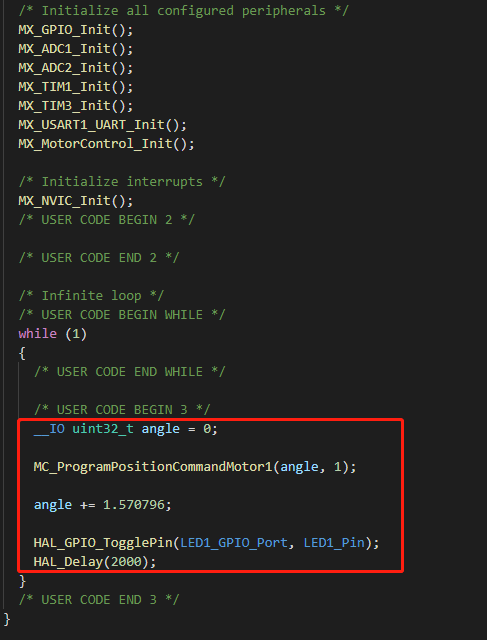 /* Initialize all configured peripherals */
MX_GPIO_Init();
MX_ADC1_Init();
MX_ADC2_Init();
MX_TIM1_Init();
MX_TIM3_Init();
MX_USART1_UART_Init();
MX_MotorControl_Init();
/* Initialize interrupts */
MX_NVIC_Init();
/* USER CODE BEGIN 2 */
/* USER CODE END 2 */
/* Infinite loop */
/* USER CODE BEGIN WHILE */
while (1)
{
/* USER CODE END WHILE */
/* USER CODE BEGIN 3 */
__IO uint32_t angle = 0;
MC_ProgramPositionCommandMotor1(angle, 1);
angle += 1.570796;
HAL_GPIO_TogglePin(LED1_GPIO_Port, LED1_Pin);
HAL_Delay(2000);
}
/* USER CODE END 3 */
}